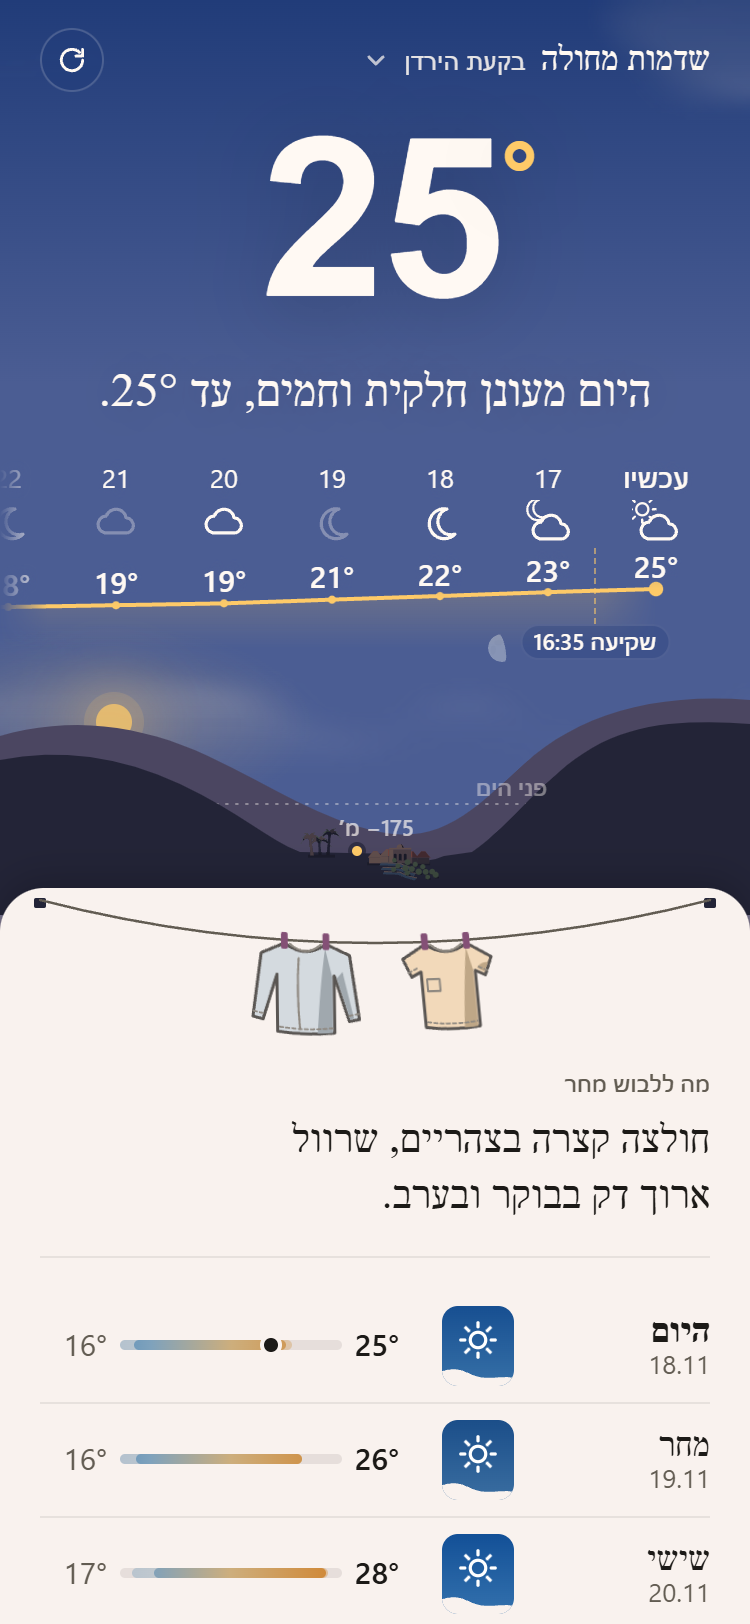 שדמות מחולה בקעת הירדן
25°
היום מעונן חלקית וחמים, עד 25°.
עכשיו 17 18 19 20 21 22
25° 23° 22° 21° 19° 19° 8°
שקיעה 16:35
פני הים
−175 מ׳
מה ללבוש מחר
חולצה קצרה בצהריים, שרוול
ארוך דק בבוקר ובערב.
היום 25° 16°
18.11
מחר 26° 16°
19.11
שישי 28° 17°
20.11